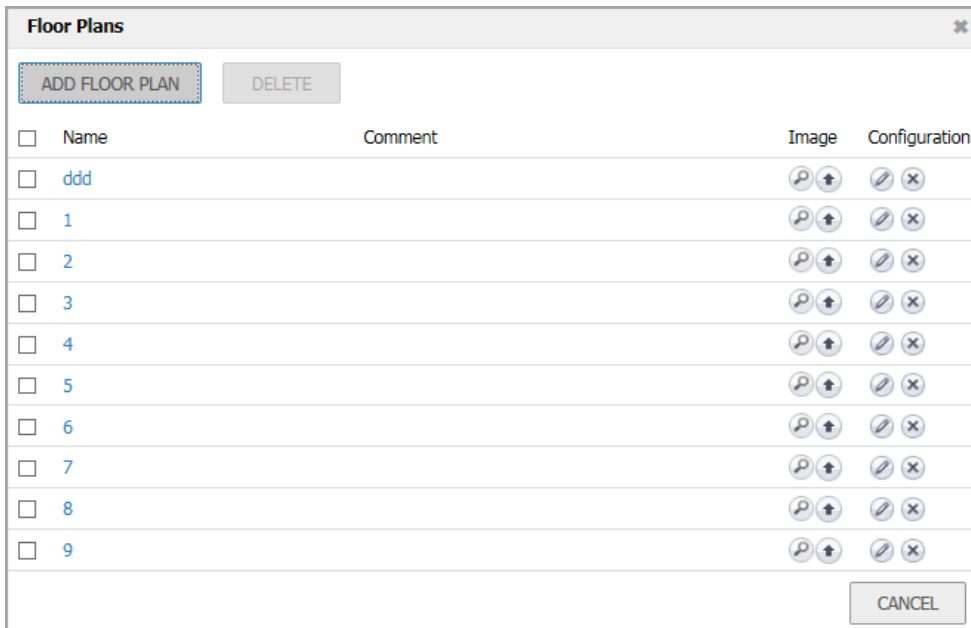 Floor Plans
ADD FLOOR PLAN DELETE
Name Comment Image Configuration
ddd
1
2
3
4
5
6
7
8
9
CANCEL